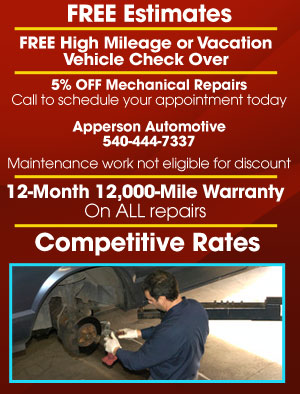 FREE Estimates
FREE High Mileage or Vacation
Vehicle Check Over
5% OFF Mechanical Repairs
Call to schedule your appointment today
Apperson Automotive
540-444-7337
Maintenance work not eligible for discount
12-Month 12,000-Mile Warranty
On ALL repairs
Competitive Rates